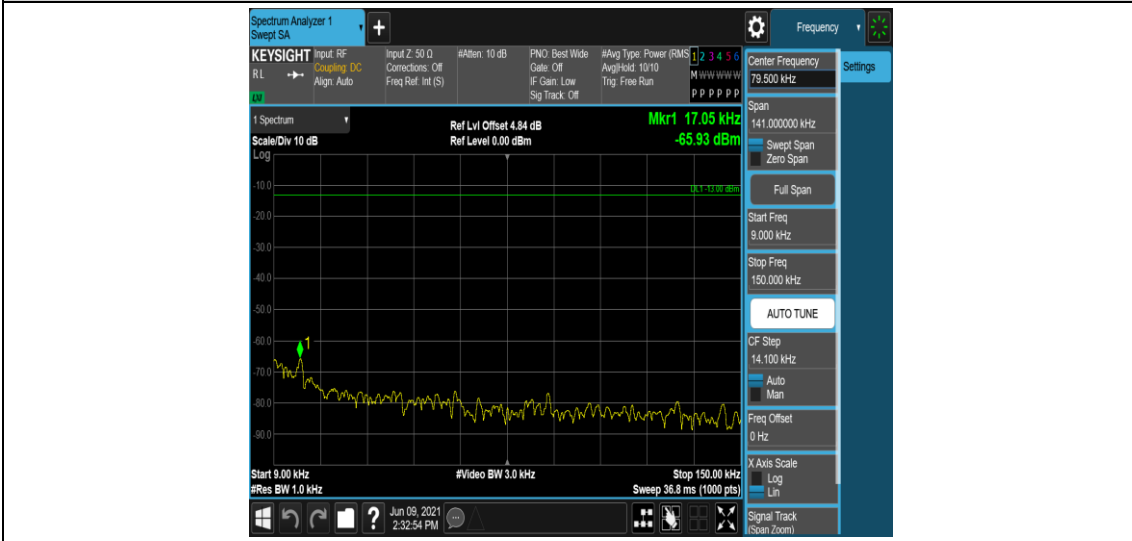 Spectrum Analyzer 1
Swept SA
+
Frequency
KEYSIGHT
RL
Input: RF
Coupling: DC
Align: Auto
Input Z: 50 Ω
Corrections: Off
Freq Ref: Int (S)
#Atten: 10 dB
PNO: Best Wide
Gate: Off
IF Gain: Low
Sig Track: Off
#Avg Type: Power (RMS
Avg|Hold: 10/10
Trig: Free Run
1 2 3 4 5 6
M W W W W W
P P P P P P
1 Spectrum
Scale/Div 10 dB
Log
Ref Lvl Offset 4.84 dB
Ref Level 0.00 dBm
Mkr1 17.05 kHz
-65.93 dBm
DL1 -13.00 dBm
-10.0
-20.0
-30.0
-40.0
-50.0
-60.0
-70.0
-80.0
-90.0
1
Start 9.00 kHz
#Res BW 1.0 kHz
#Video BW 3.0 kHz
Stop 150.00 kHz
Sweep 36.8 ms (1000 pts)
?
Jun 09, 2021
2:32:54 PM
Center Frequency
79.500 kHz
Settings
Span
141.000000 kHz
Swept Span
Zero Span
Full Span
Start Freq
9.000 kHz
Stop Freq
150.000 kHz
AUTO TUNE
CF Step
14.100 kHz
Auto
Man
Freq Offset
0 Hz
X Axis Scale
Log
Lin
Signal Track
(Span Zoom)